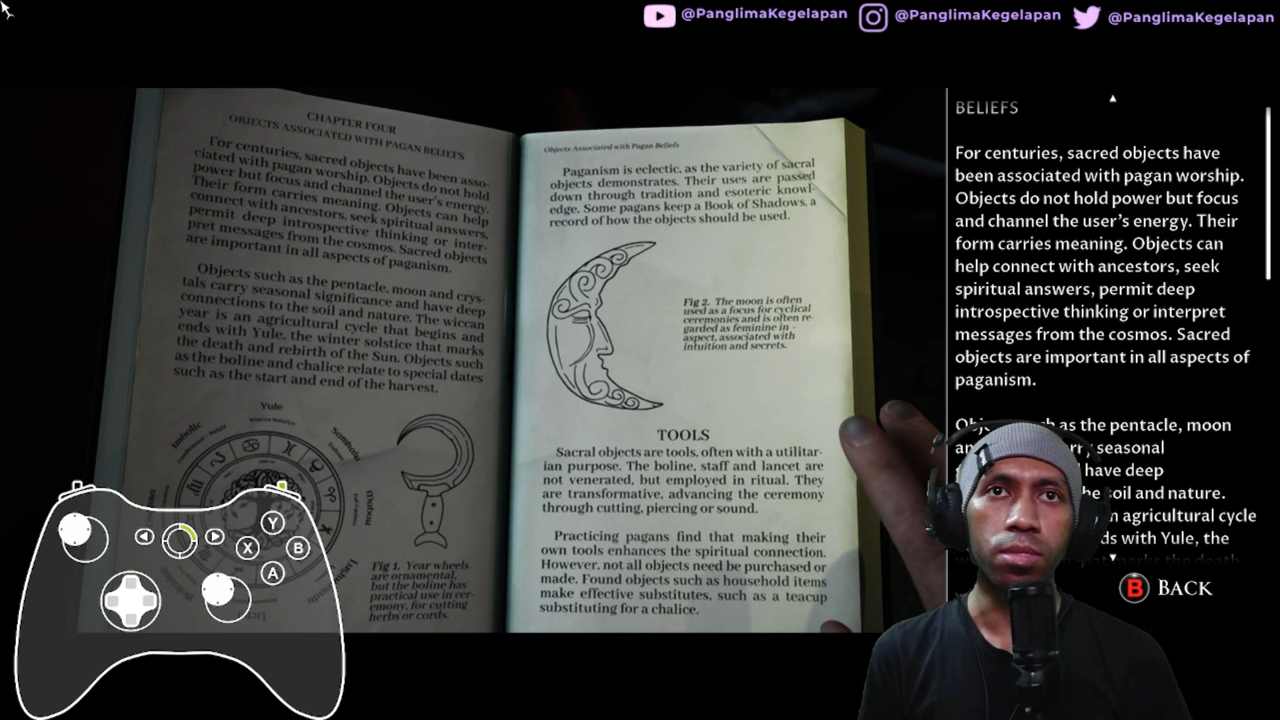 @PanglimaKegelapan
@PanglimaKegelapan
@PanglimaKegelapan
CHAPTER FOUR
OBJECTS ASSOCIATED WITH PAGAN BELIEFS
For centuries, sacred objects have been asso-
ciated with pagan worship. Objects do not hold
power but focus and channel the user's energy.
Their form carries meaning. Objects can help
connect with ancestors, seek spiritual answers,
permit deep introspective thinking or inter-
pret messages from the cosmos. Sacred objects
are important in all aspects of paganism.
Objects such as the pentacle, moon and crys-
tals carry seasonal significance and have deep
connections to the soil and nature. The wiccan
year is an agricultural cycle that begins and
ends with Yule, the winter solstice that marks
the death and rebirth of the Sun. Objects such
as the boline and chalice relate to special dates
such as the start and end of the harvest.
Yule
Imbolic
Fig 1. Year wheels
are ornamental,
but the boline has
practical use in cer-
emony, for cutting
herbs or cords.
Objects Associated with Pagan Beliefs
Paganism is eclectic, as the variety of sacral
objects demonstrates. Their uses are passed
down through tradition and esoteric knowl-
edge. Some pagans keep a Book of Shadows, a
record of how the objects should be used.
Fig 2. The moon is often
used as a focus for cyclical
ceremonies and is often re-
garded as feminine in
aspect, associated with
intuition and secrets.
TOOLS
Sacral objects are tools, often with a utilitar-
ian purpose. The boline, staff and lancet are
not venerated, but employed in ritual. They
are transformative, advancing the ceremony
through cutting, piercing or sound.
Practicing pagans find that making their
own tools enhances the spiritual connection.
However, not all objects need be purchased or
made. Found objects such as household items
make effective substitutes, such as a teacup
substituting for a chalice.
BELIEFS
For centuries, sacred objects have
been associated with pagan worship.
Objects do not hold power but focus
and channel the user's energy. Their
form carries meaning. Objects can
help connect with ancestors, seek
spiritual answers, permit deep
introspective thinking or interpret
messages from the cosmos. Sacred
objects are important in all aspects of
paganism.
as the pentacle, moon
seasonal
have deep
soil and nature.
agricultural cycle
with Yule, the
marks the death
B BACK
Y
X
B
A